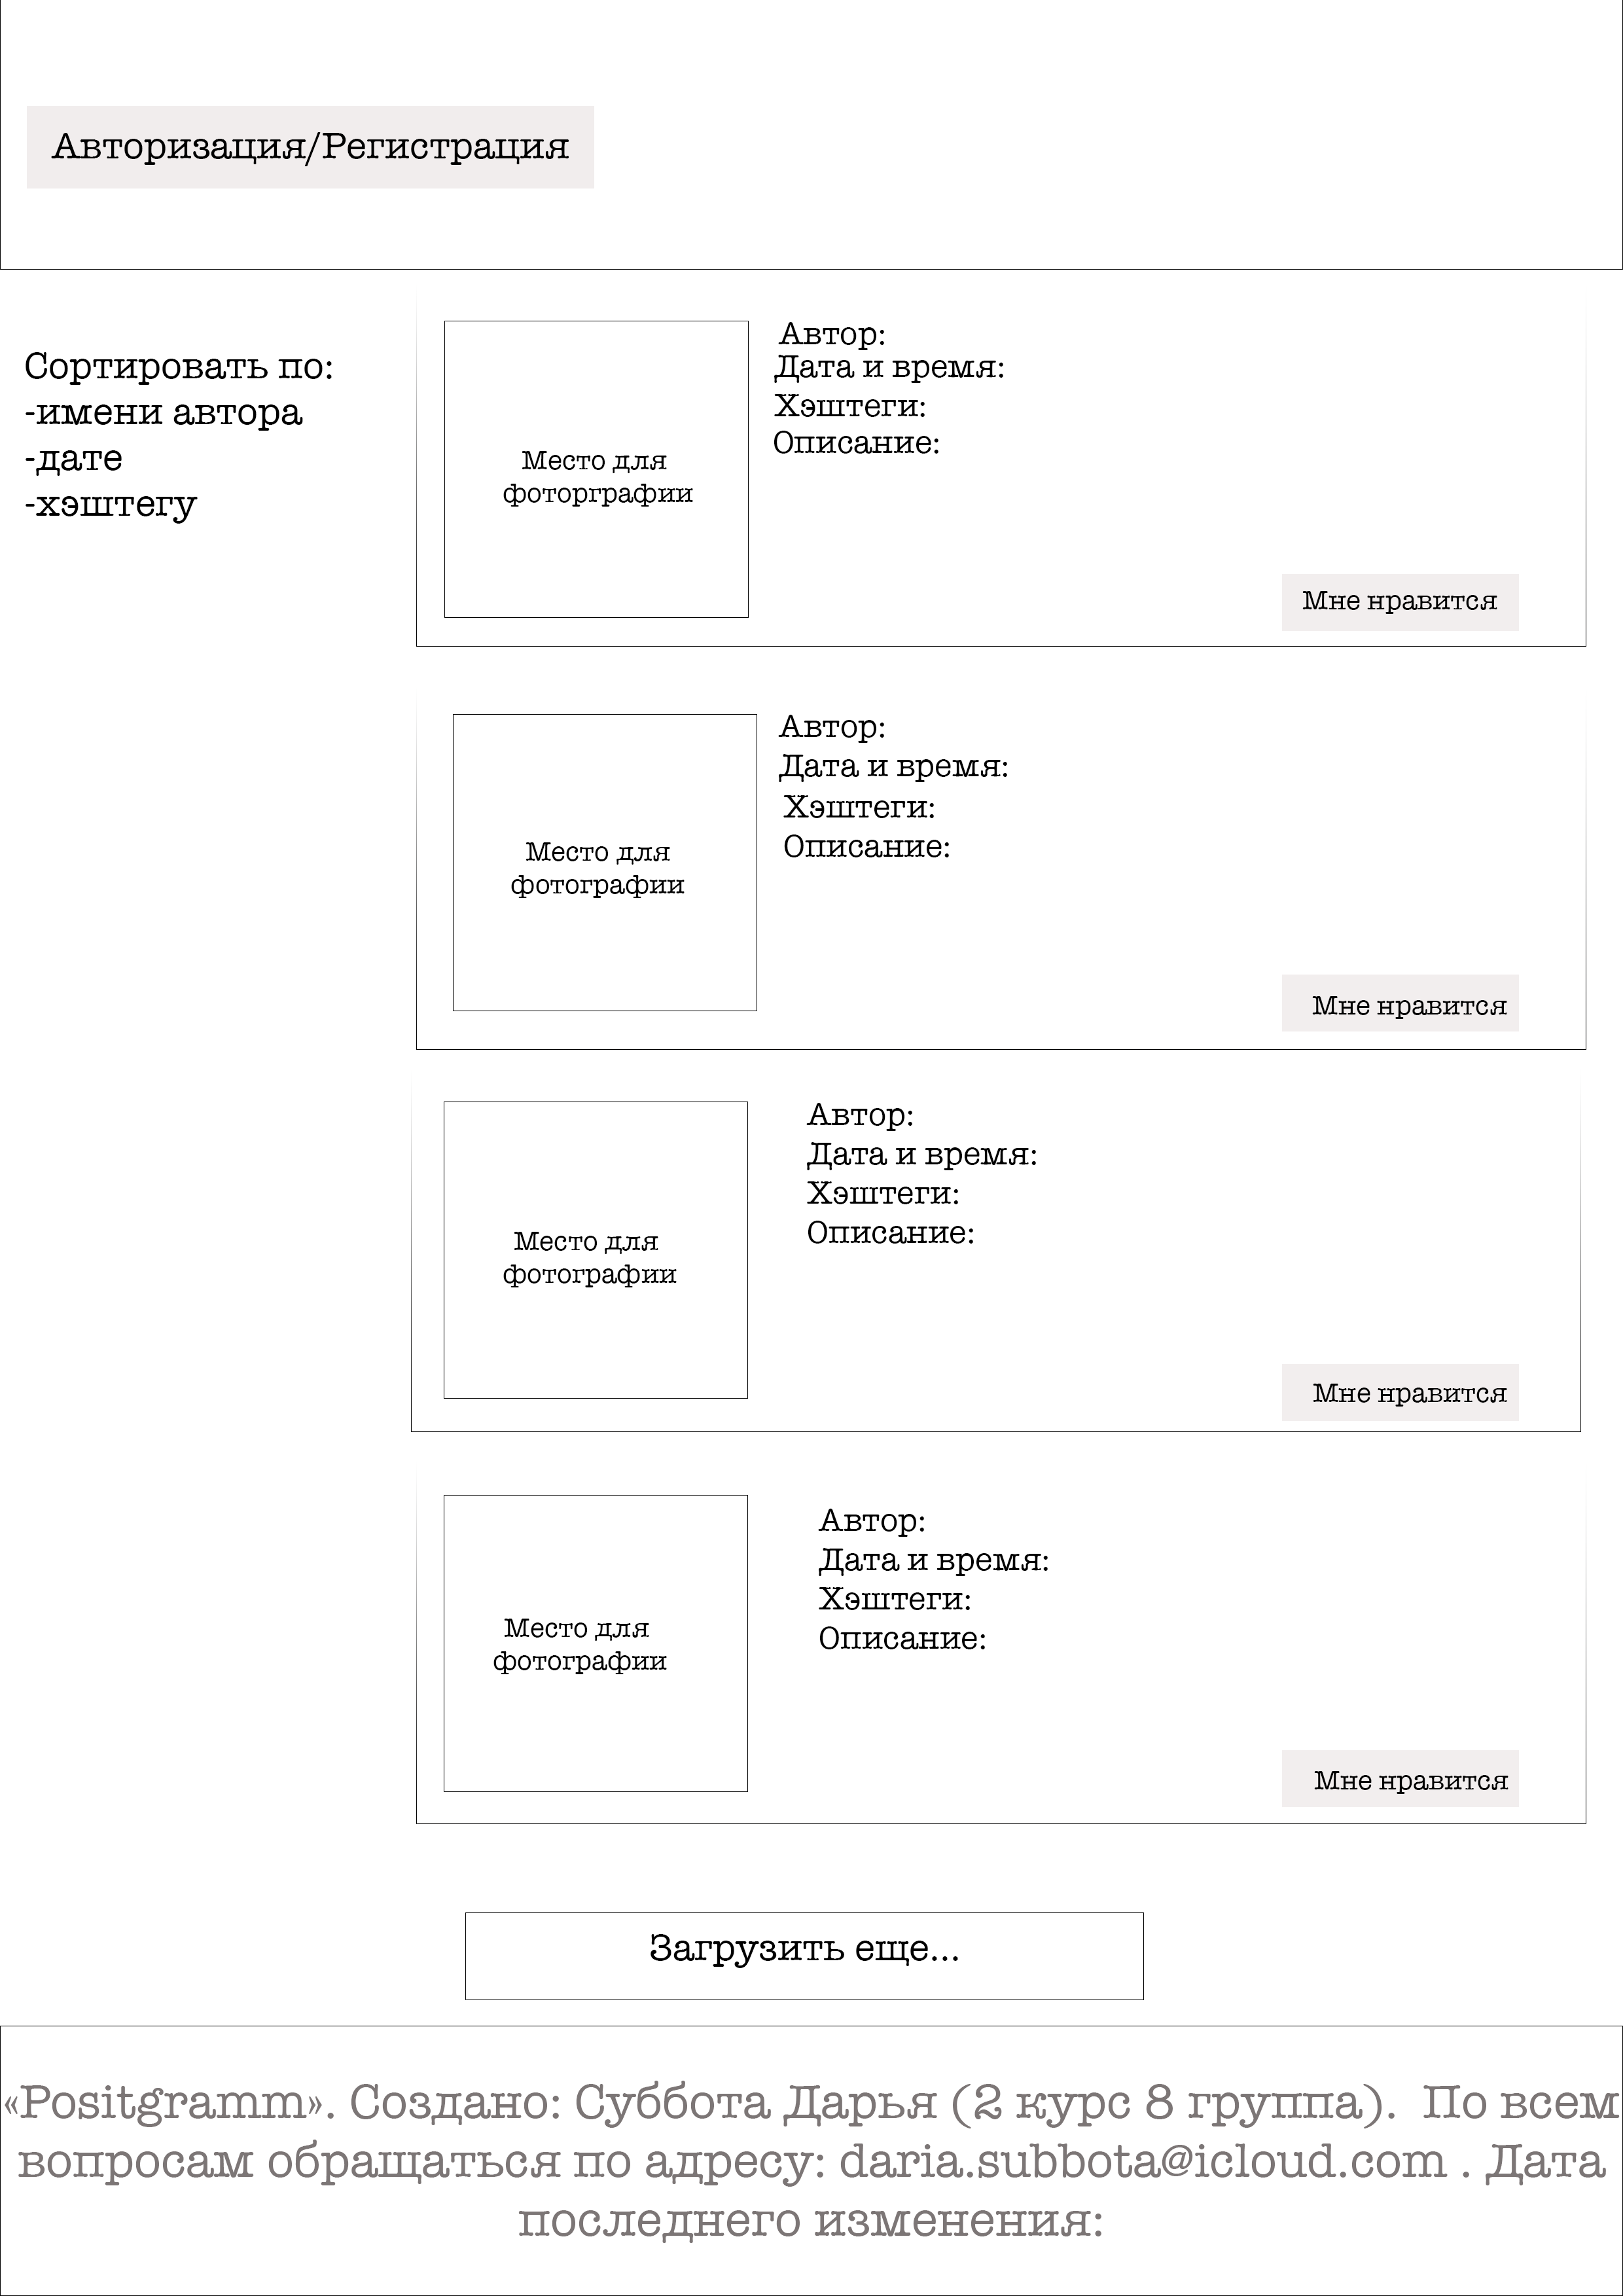 Авторизация/Регистрация
Сортировать по:
-имени автора
-дате
-хэштегу
Место для
фоторграфии
Автор:
Дата и время:
Хэштеги:
Описание:
Мне нравится
Место для
фотографии
Автор:
Дата и время:
Хэштеги:
Описание:
Мне нравится
Место для
фотографии
Автор:
Дата и время:
Хэштеги:
Описание:
Мне нравится
Место для
фотографии
Автор:
Дата и время:
Хэштеги:
Описание:
Мне нравится
Загрузить еще...
«Positgramm». Создано: Суббота Дарья (2 курс 8 группа). По всем
вопросам обращаться по адресу: daria.subbota@icloud.com . Дата
последнего изменения: